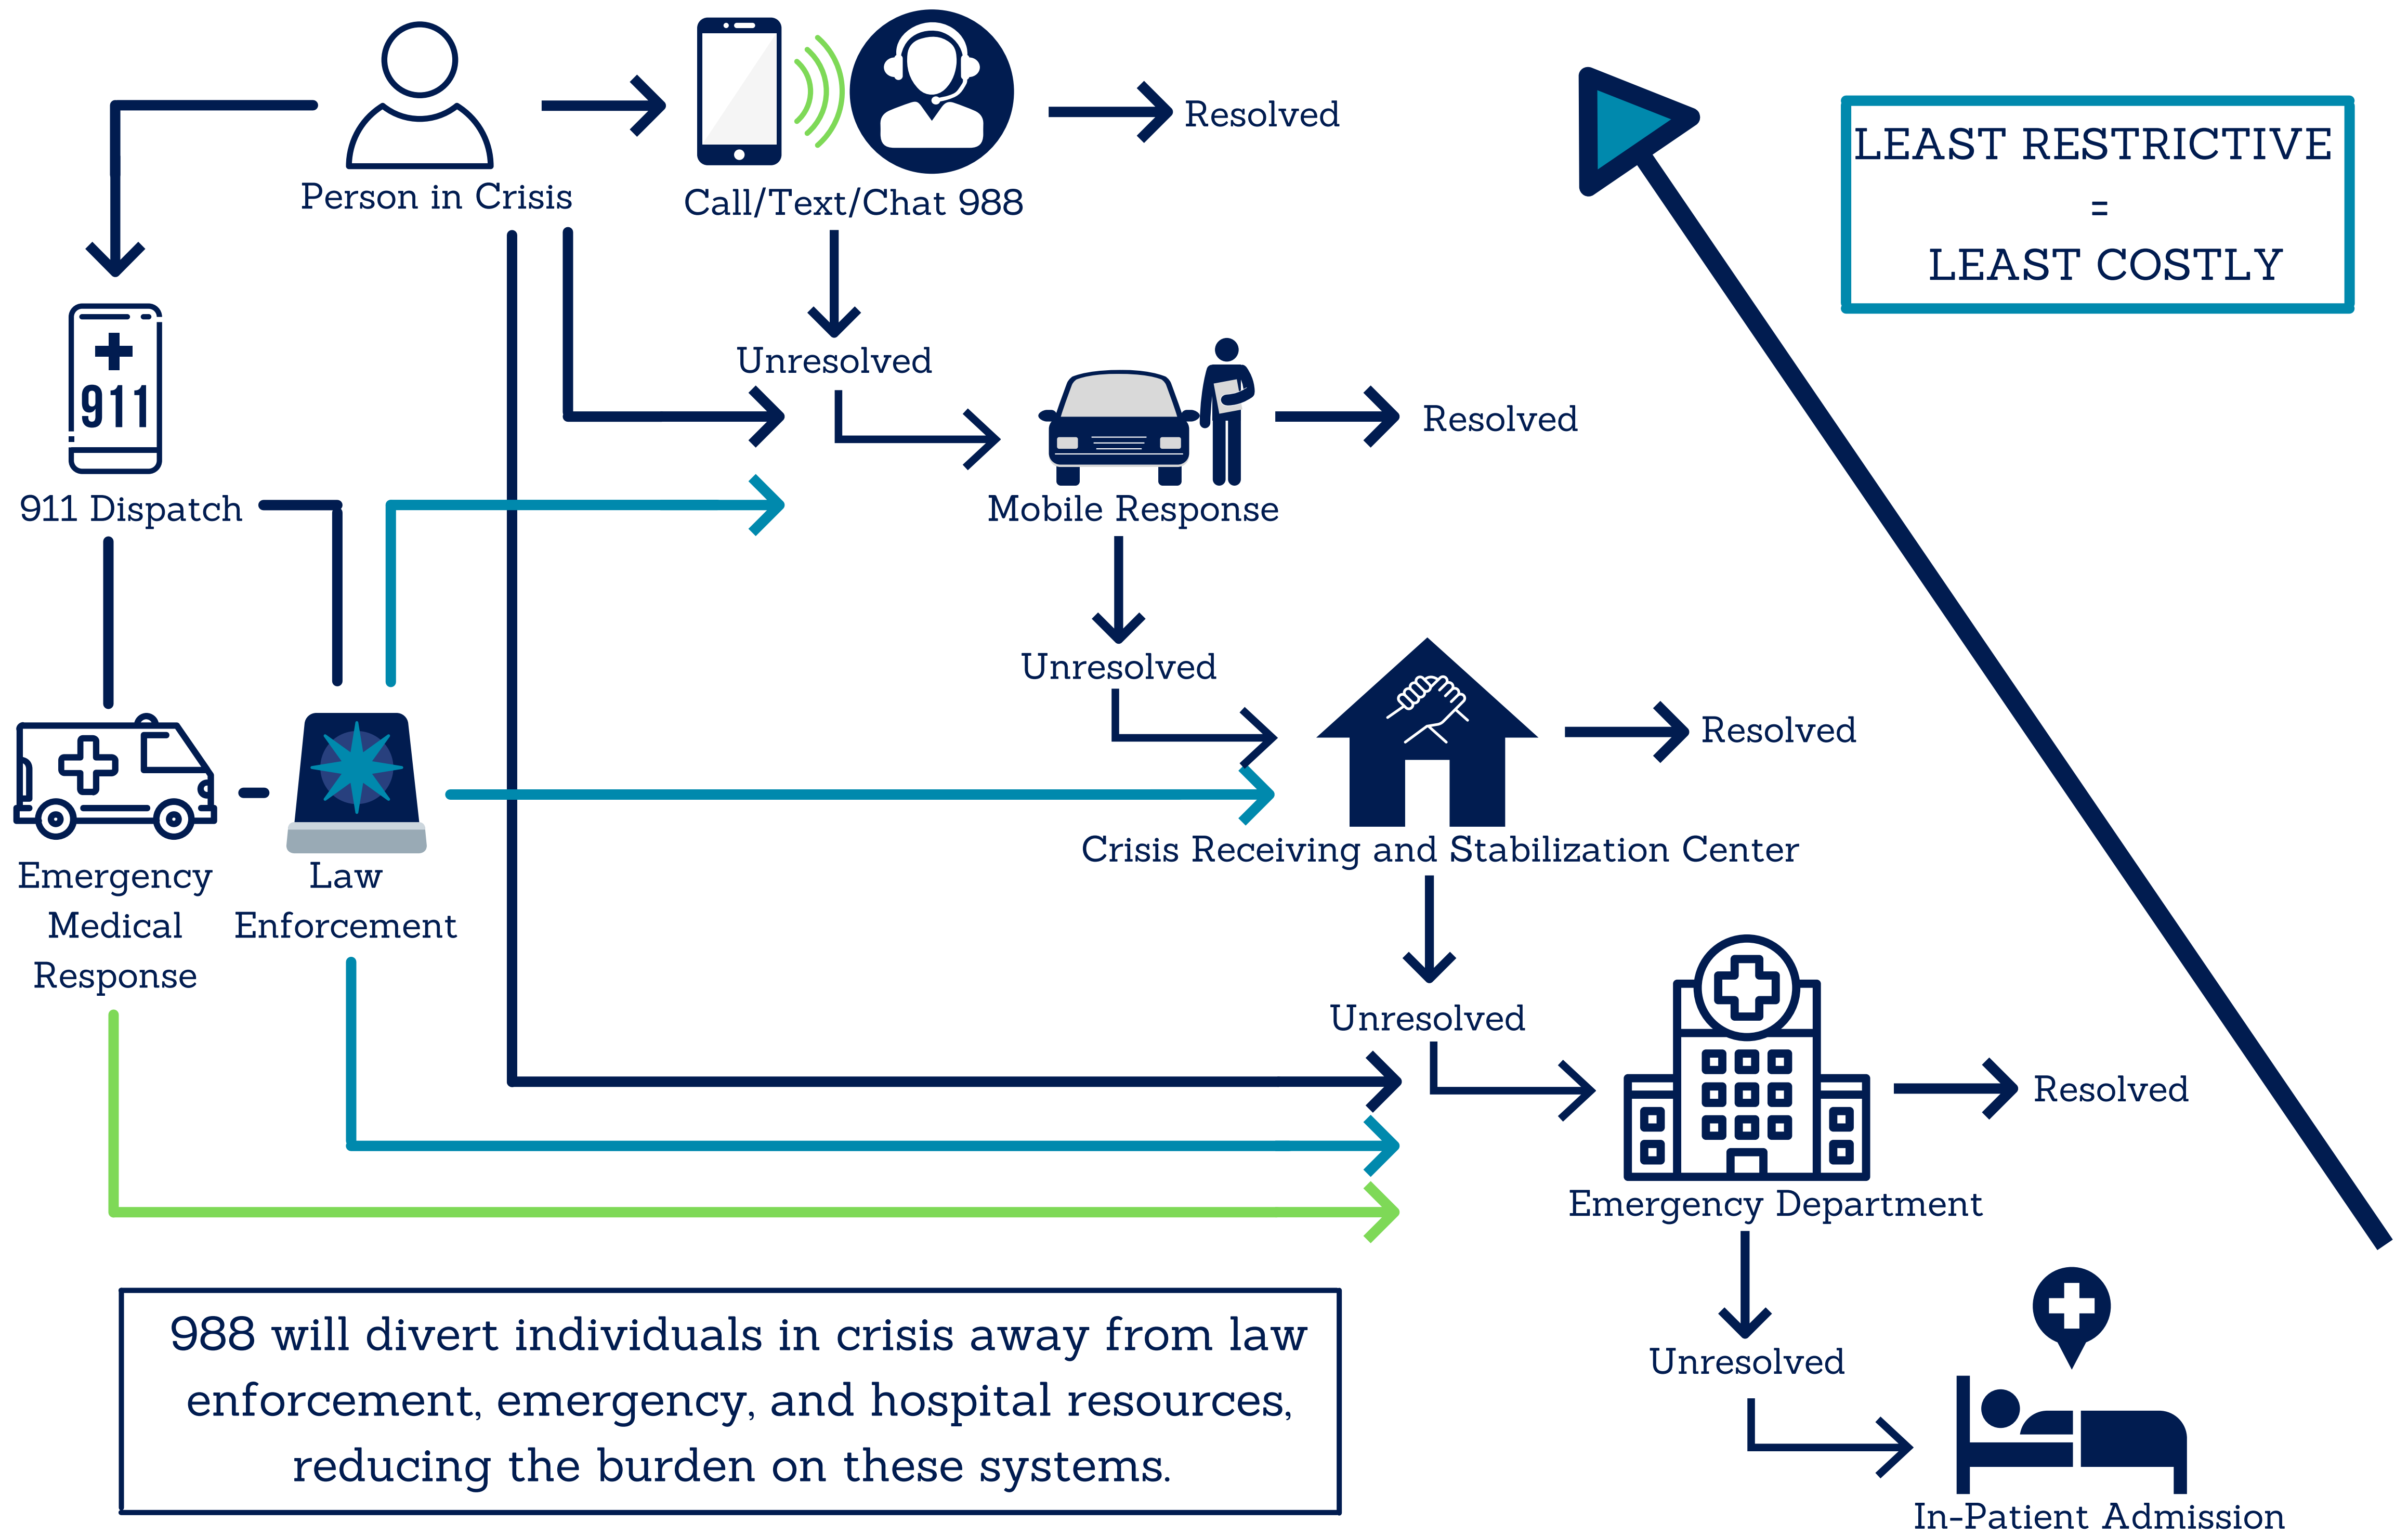 Resolved
LEAST RESTRICTIVE
=
LEAST COSTLY
Person in Crisis
Call/Text/Chat 988
911
Unresolved
Resolved
911 Dispatch
Mobile Response
Unresolved
Resolved
Crisis Receiving and Stabilization Center
Emergency
Medical
Response
Law
Enforcement
Unresolved
Resolved
Emergency Department
988 will divert individuals in crisis away from law
enforcement, emergency, and hospital resources,
reducing the burden on these systems.
Unresolved
In-Patient Admission